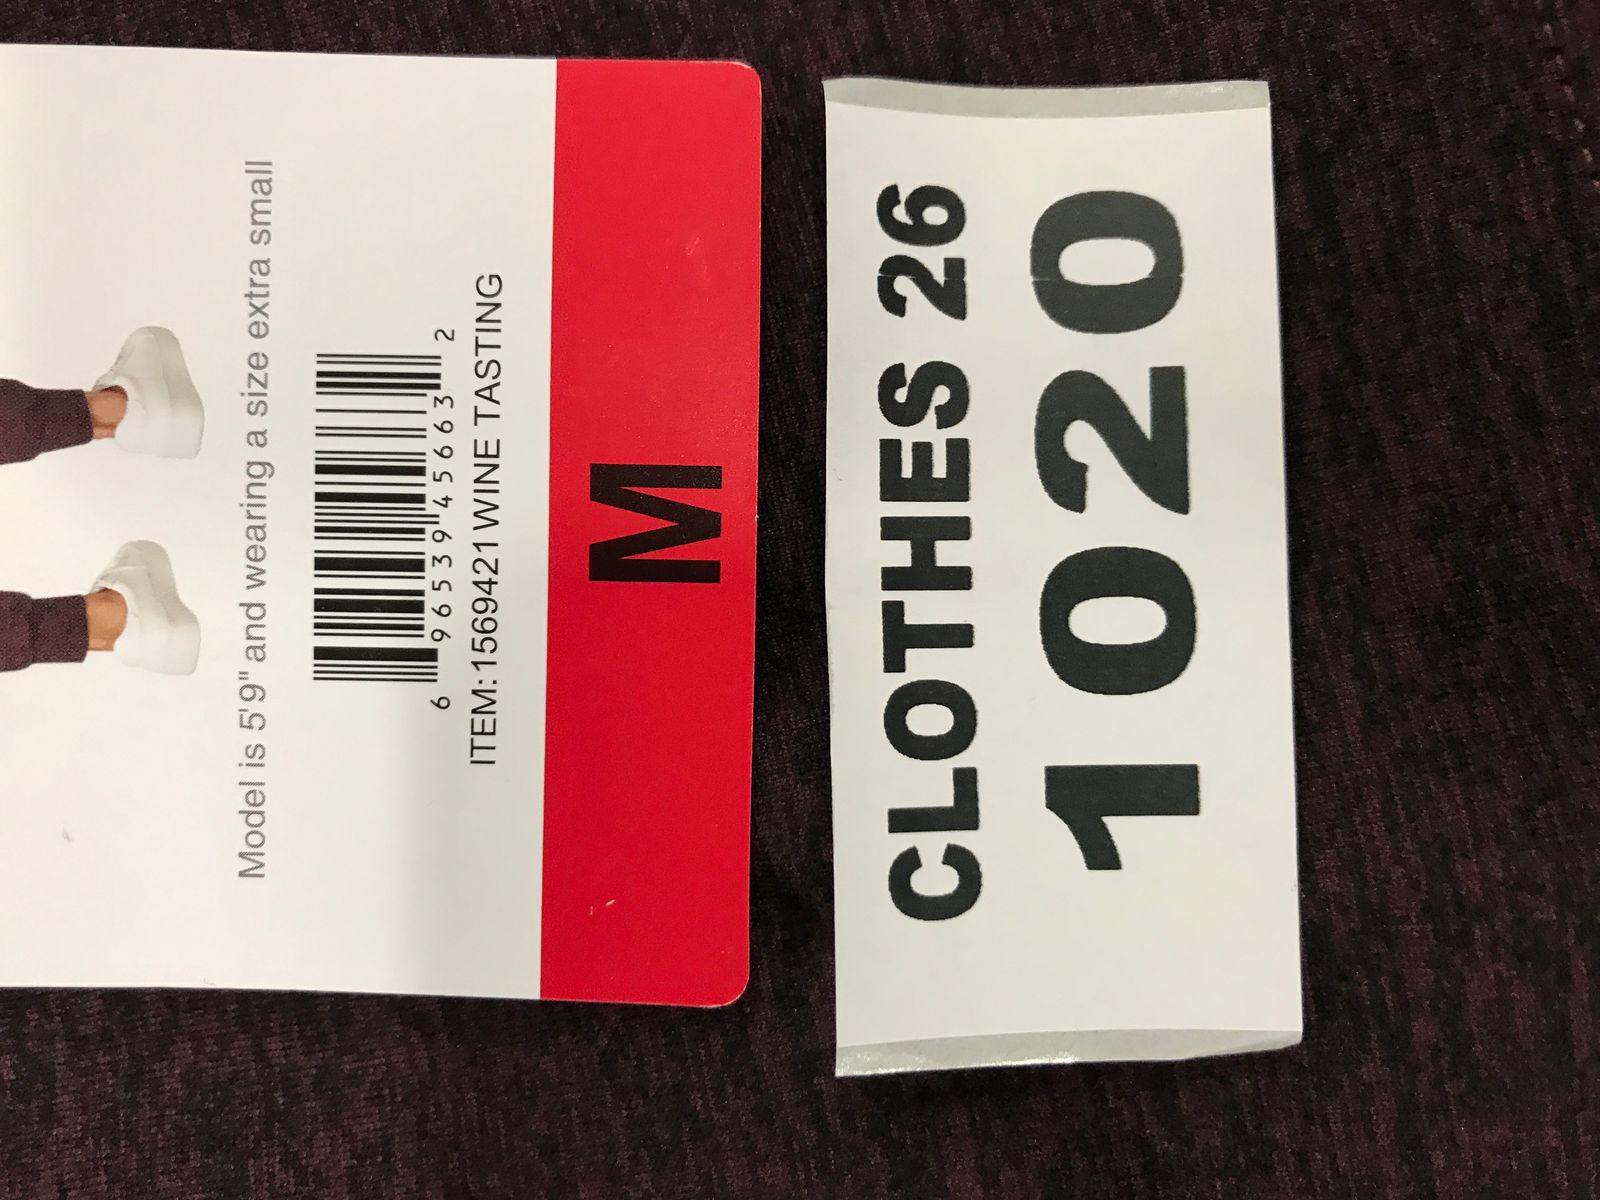 Model is 5'9" and wearing a size extra small
6 96539 45663 2
ITEM: 1569421 WINE TASTING
M
CLOTHES 26
1020